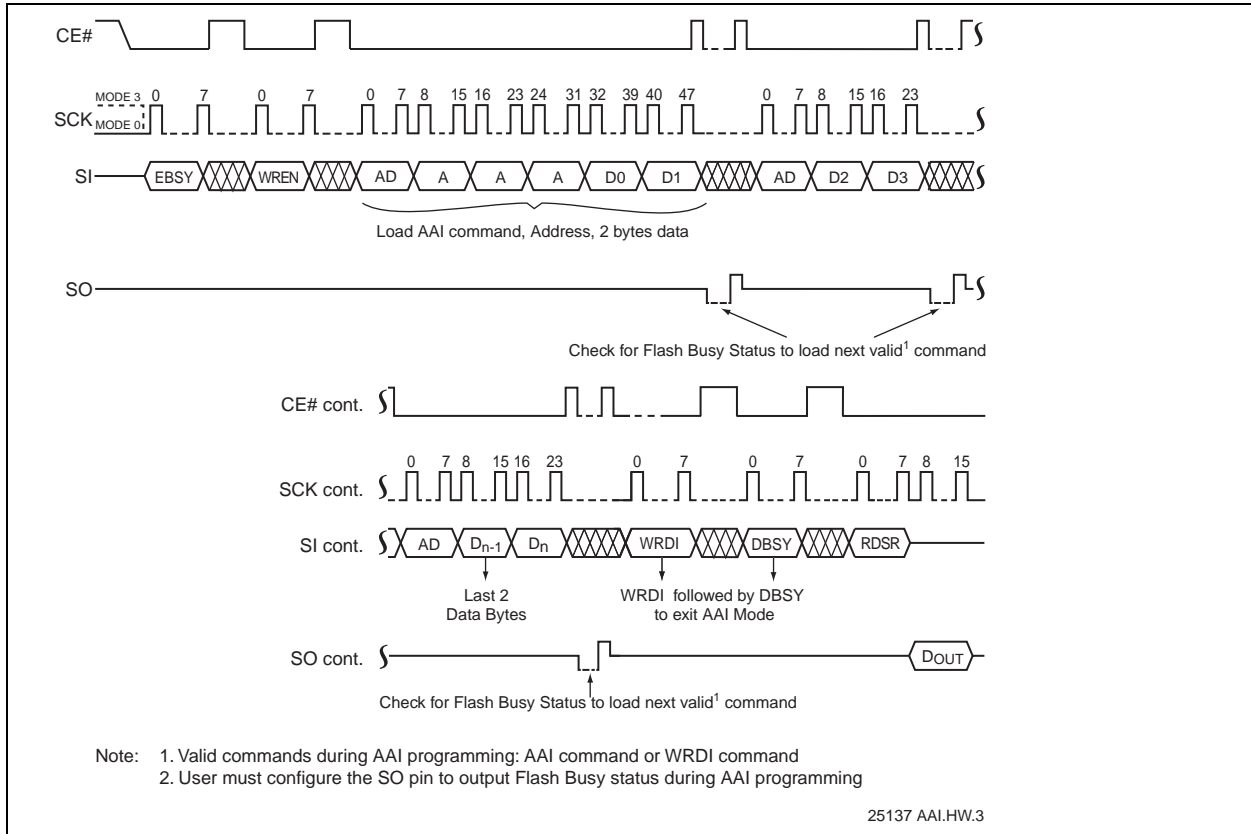 CE#
MODE 3 0 7 0 7 0 7 8 15 16 23 24 31 32 39 40 47 0 7 8 15 16 23
SCK MODE 0
SI EBSY WREN AD A A A D0 D1 AD D2 D3
Load AAI command, Address, 2 bytes data
SO
Check for Flash Busy Status to load next valid1 command
CE# cont.
0 7 8 15 16 23 0 7 0 7 0 7 8 15
SCK cont.
SI cont. AD Dn-1 Dn WRDI DBSY RDSR
Last 2 WRDI followed by DBSY
Data Bytes to exit AAI Mode
SO cont. DOUT
Check for Flash Busy Status to load next valid1 command
Note: 1. Valid commands during AAI programming: AAI command or WRDI command
2. User must configure the SO pin to output Flash Busy status during AAI programming
25137 AAI.HW.3